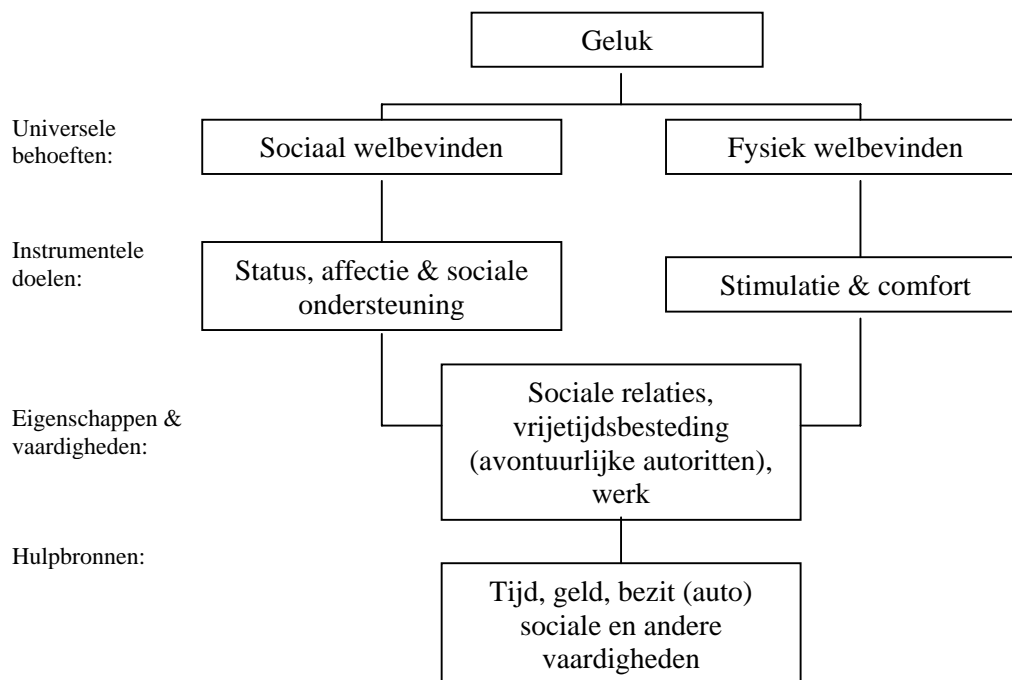 Geluk
Universele
behoeften:
Sociaal welbevinden
Fysiek welbevinden
Instrumentele
doelen:
Status, affectie & sociale
ondersteuning
Stimulatie & comfort
Eigenschappen &
vaardigheden:
Sociale relaties,
vrijetijdsbesteding
(avontuurlijke autoritten),
werk
Hulpbronnen:
Tijd, geld, bezit (auto)
sociale en andere
vaardigheden